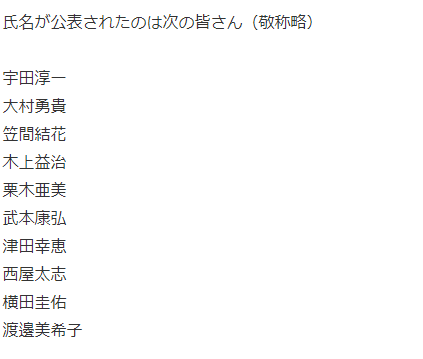 氏名が公表されたのは次の皆さん（敬称略）
宇田淳一
大村勇貴
笠間結花
木上益治
栗木亜美
武本康弘
津田幸恵
西屋太志
横田圭佑
渡邊美希子